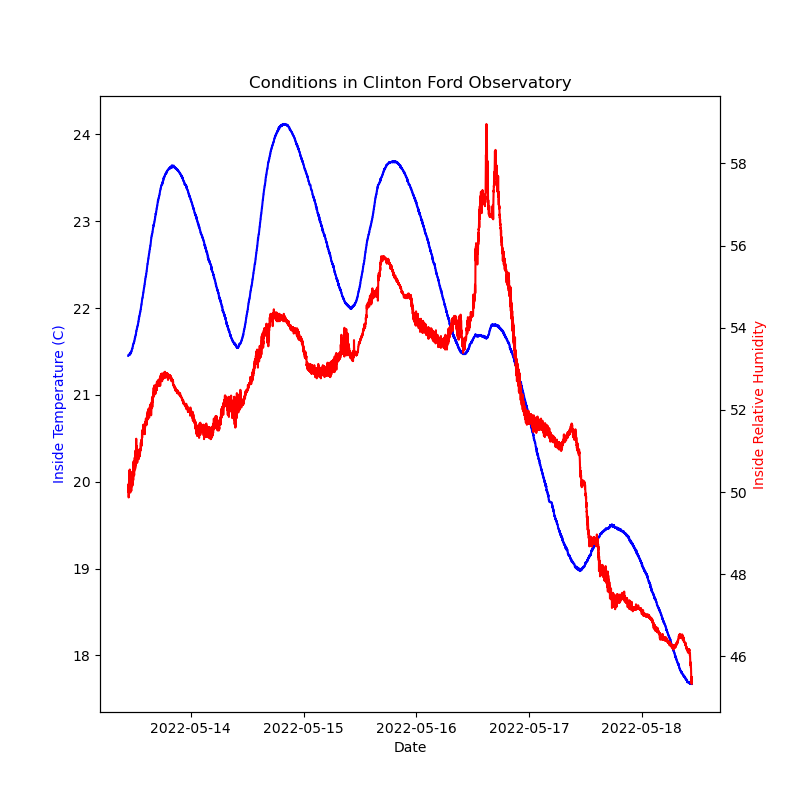 Conditions in Clinton Ford Observatory
Inside Temperature (C)
24
23
22
21
20
19
18
58
56
54
52
50
48
46
Inside Relative Humidity
2022-05-14 2022-05-15 2022-05-16 2022-05-17 2022-05-18
Date